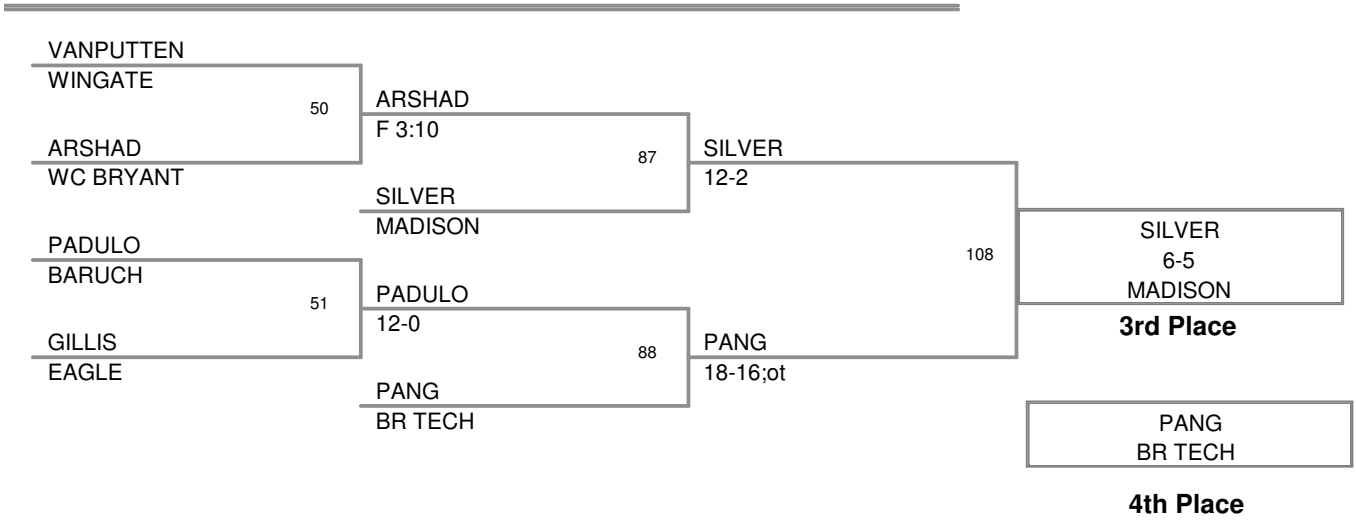 VANPUTTEN
WINGATE
50
ARSHAD
F 3:10
ARSHAD
WC BRYANT
87
SILVER
12-2
SILVER
MADISON
PADULO
BARUCH
108
SILVER
6-5
MADISON
3rd Place
51
PADULO
12-0
GILLIS
EAGLE
88
PANG
18-16;ot
PANG
BR TECH
PANG
BR TECH
4th Place